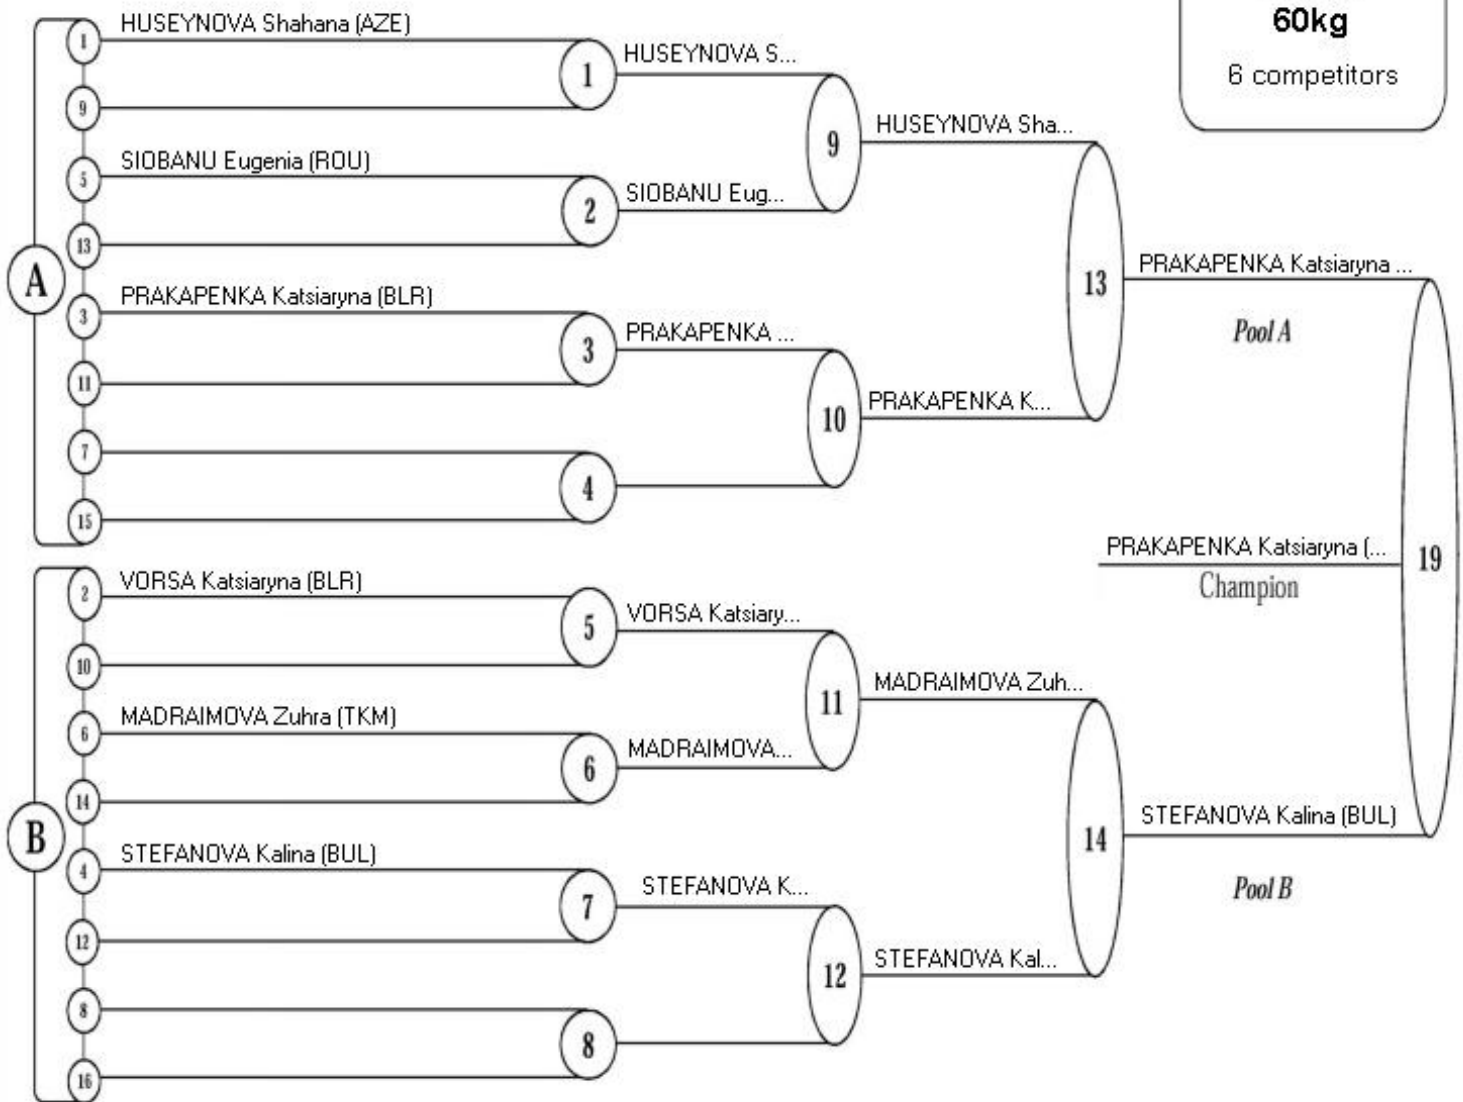 60kg
6 competitors
A
1
HUSEYNOVA Shahana (AZE)
9
1
HUSEYNOVA S...
5
SIOBANU Eugenia (ROU)
13
2
SIOBANU Eug...
9
HUSEYNOVA Sha...
3
PRAKAPENKA Katsiaryna (BLR)
11
3
PRAKAPENKA ...
7
15
4
10
PRAKAPENKA K...
13
PRAKAPENKA Katsiaryna ...
Pool A
B
2
VORSA Katsiaryna (BLR)
10
5
VORSA Katsiary...
6
MADRAIMOVA Zuhra (TKM)
14
6
MADRAIMOVA...
11
MADRAIMOVA Zuh...
4
STEFANOVA Kalina (BUL)
12
7
STEFANOVA K...
8
16
8
12
STEFANOVA Kal...
14
STEFANOVA Kalina (BUL)
Pool B
19
PRAKAPENKA Katsiaryna (...
Champion